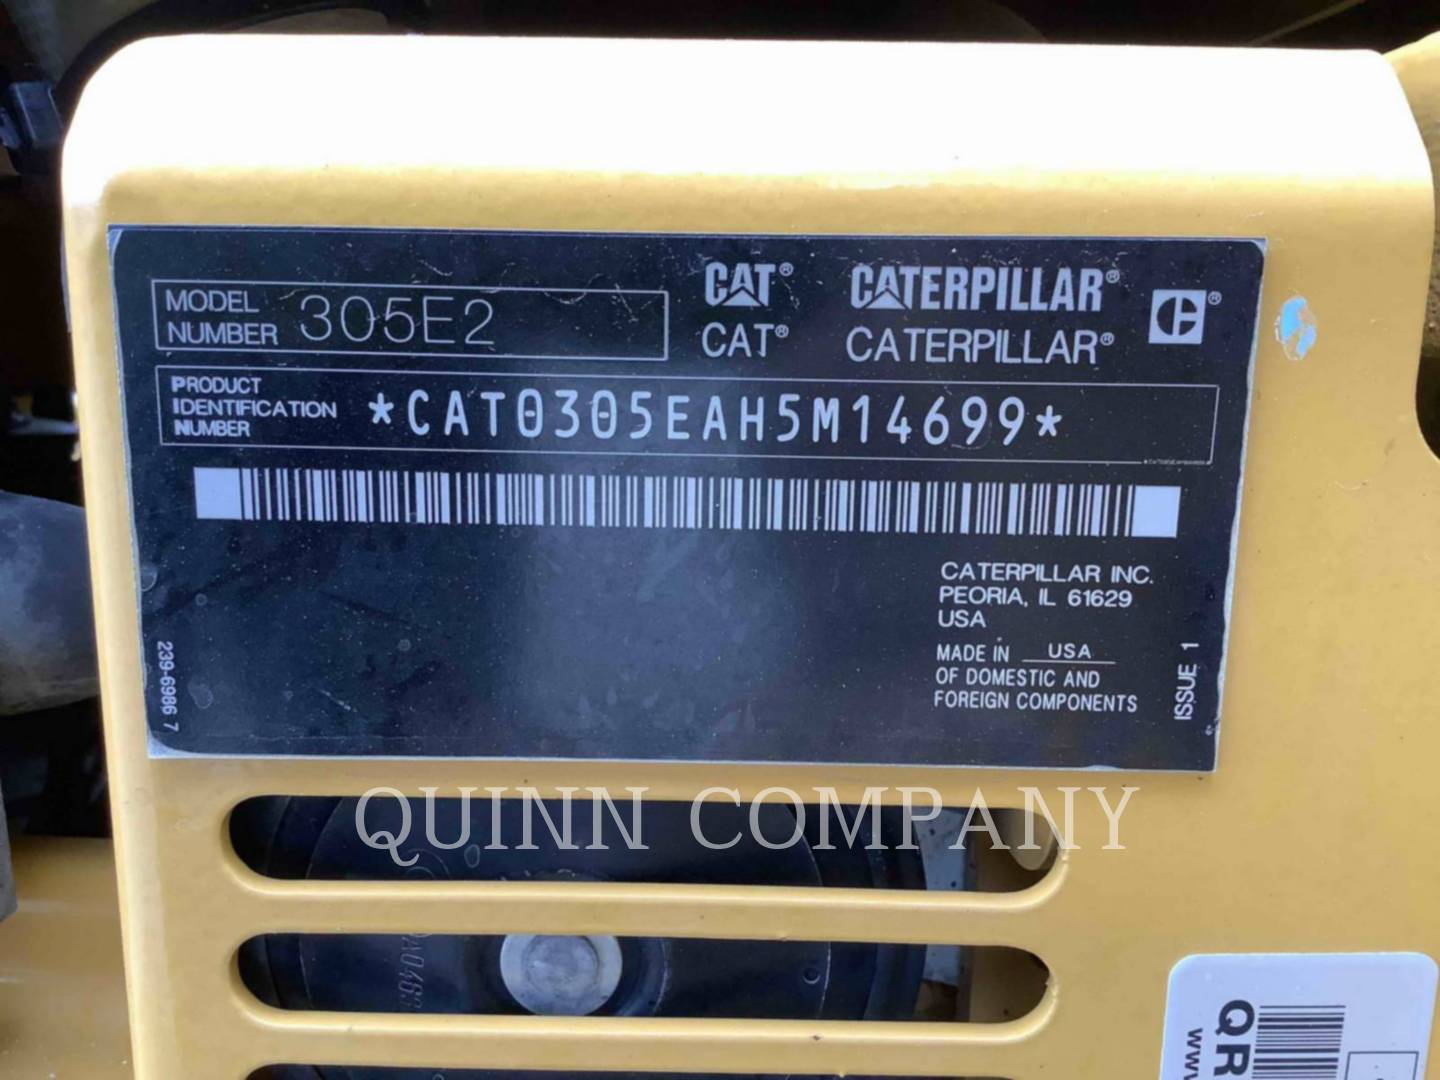 MODEL NUMBER 305E2
CAT® CATERPILLAR®
CAT® CATERPILLAR®
PRODUCT IDENTIFICATION NUMBER *CAT0305EAH5M14699*
CATERPILLAR INC.
PEORIA, IL 61629
USA
MADE IN USA
OF DOMESTIC AND
FOREIGN COMPONENTS
239-6986 7
ISSUE 1
QUINN COMPANY
QR
www.